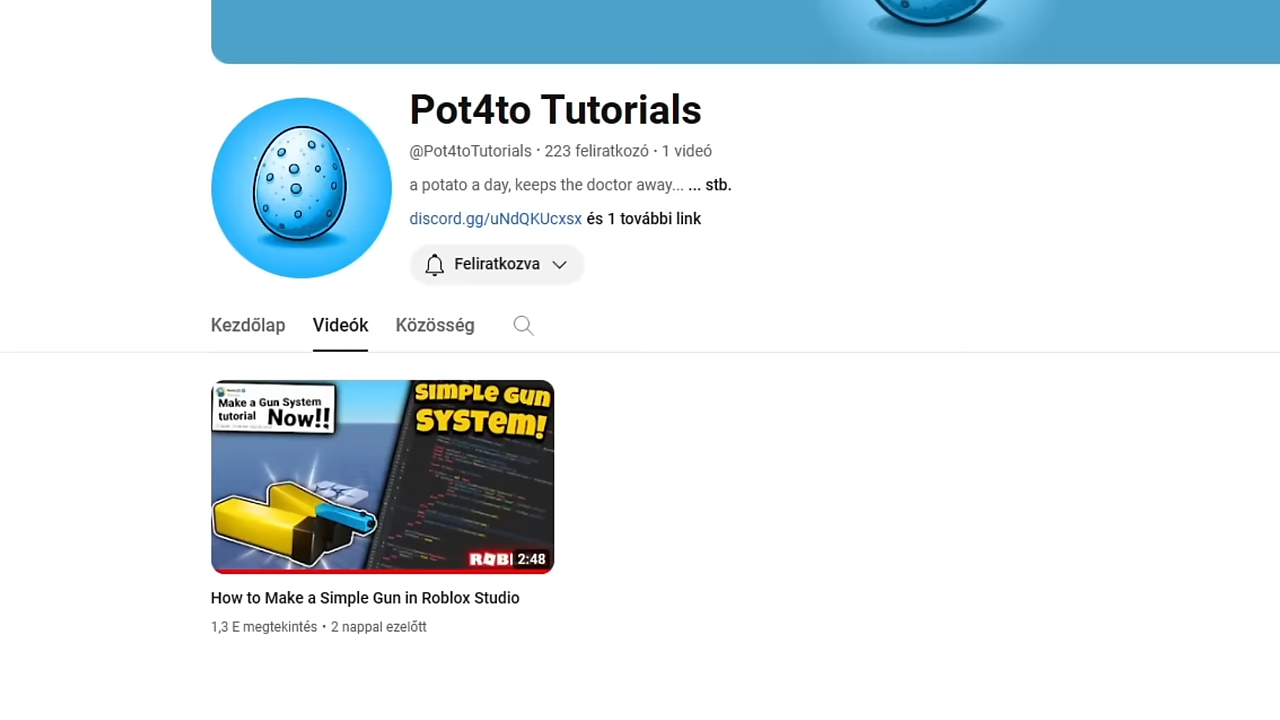 Pot4to Tutorials
@Pot4toTutorials • 223 feliratkozó • 1 videó
a potato a day, keeps the doctor away... ... stb.
discord.gg/uNdQKUcxsx és 1 további link
Feliratkozva
Kezdőlap Videók Közösség
Make a Gun System
tutorial Now!!
SIMPLE GUN
SYSTEM!
2:48
How to Make a Simple Gun in Roblox Studio
1,3 E megtekintés • 2 nappal ezelőtt